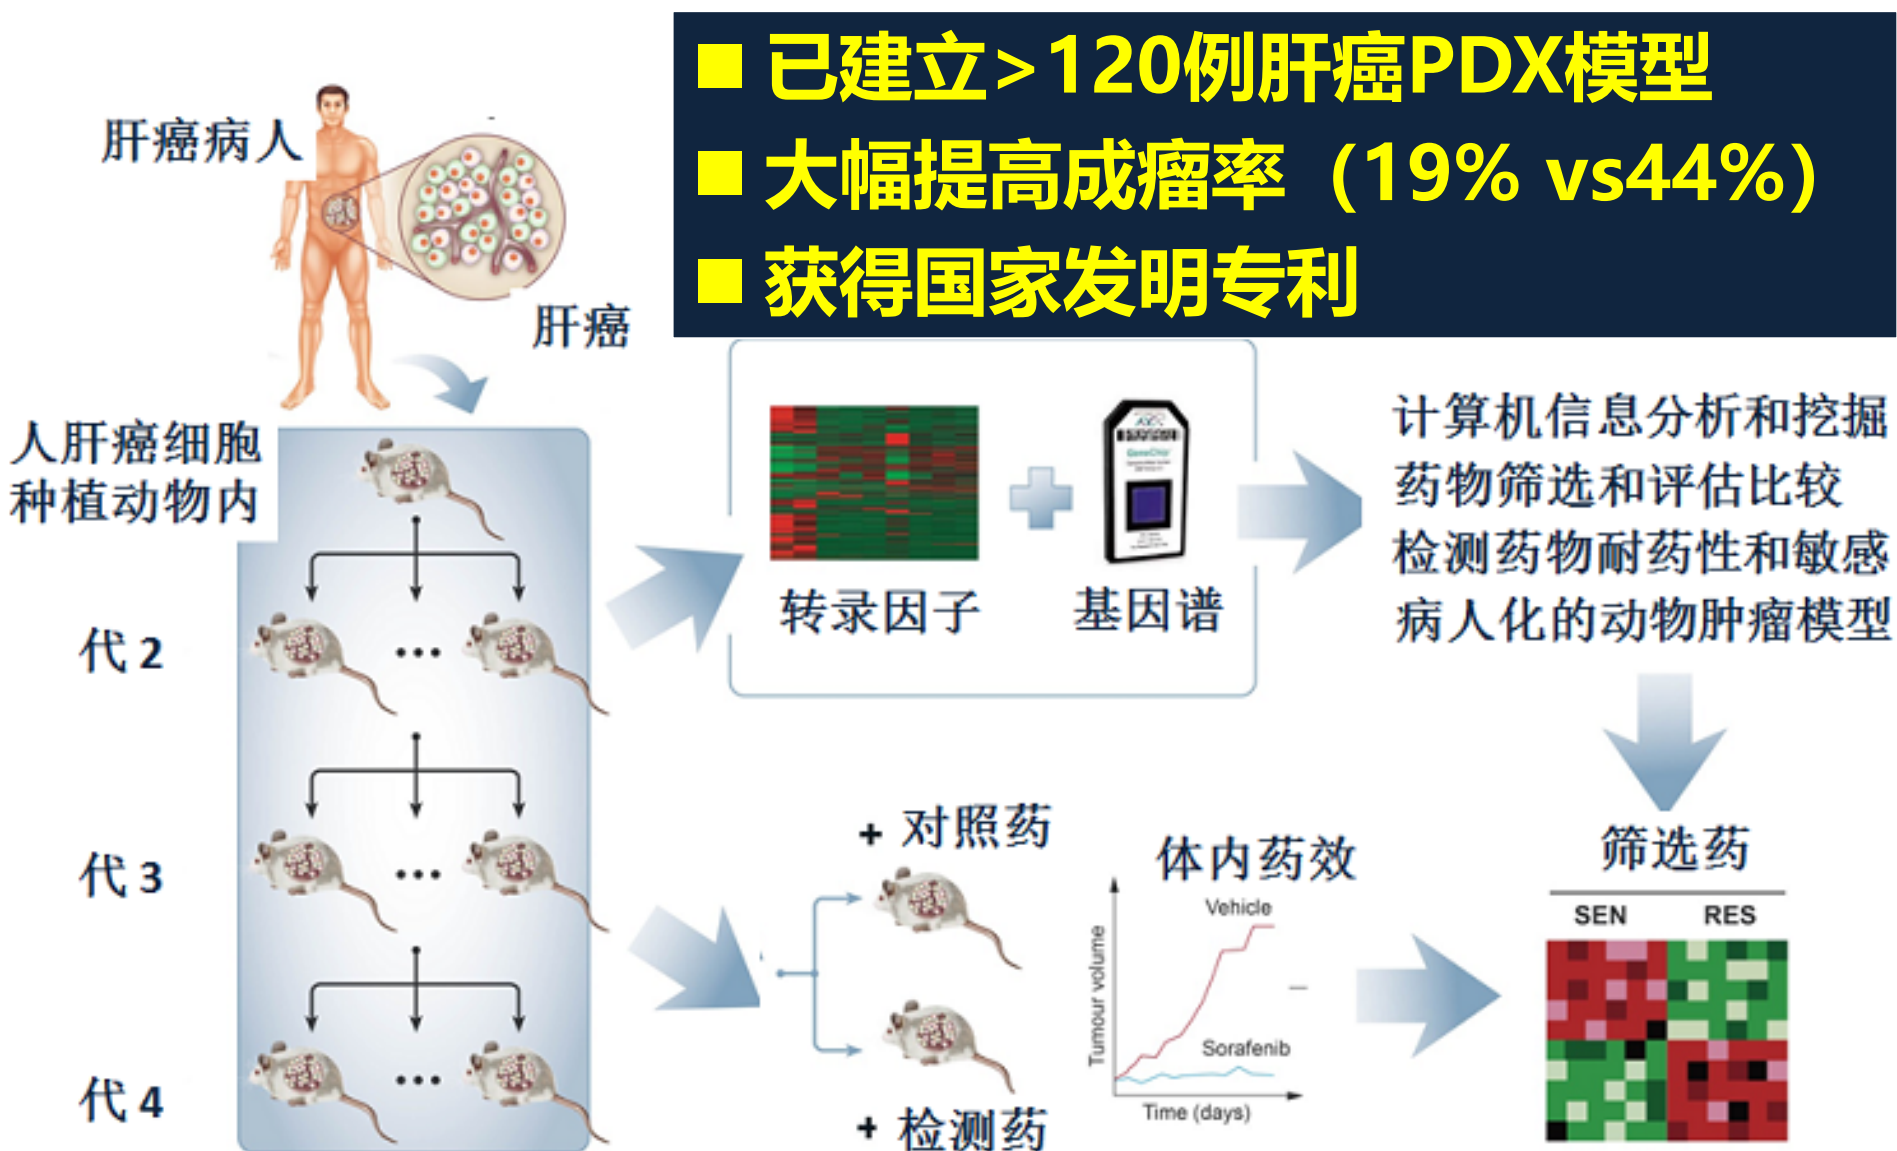 ■ 已建立>120例肝癌PDX模型
■ 大幅提高成瘤率（19% vs44%）
■ 获得国家发明专利
肝癌病人
肝癌
人肝癌细胞
种植动物内
代 2
代 3
代 4
GeneChip
转录因子
基因谱
计算机信息分析和挖掘
药物筛选和评估比较
检测药物耐药性和敏感
病人化的动物肿瘤模型
+ 对照药
+ 检测药
体内药效
Vehicle
Sorafenib
Tumour volume
Time (days)
筛选药
SEN RES